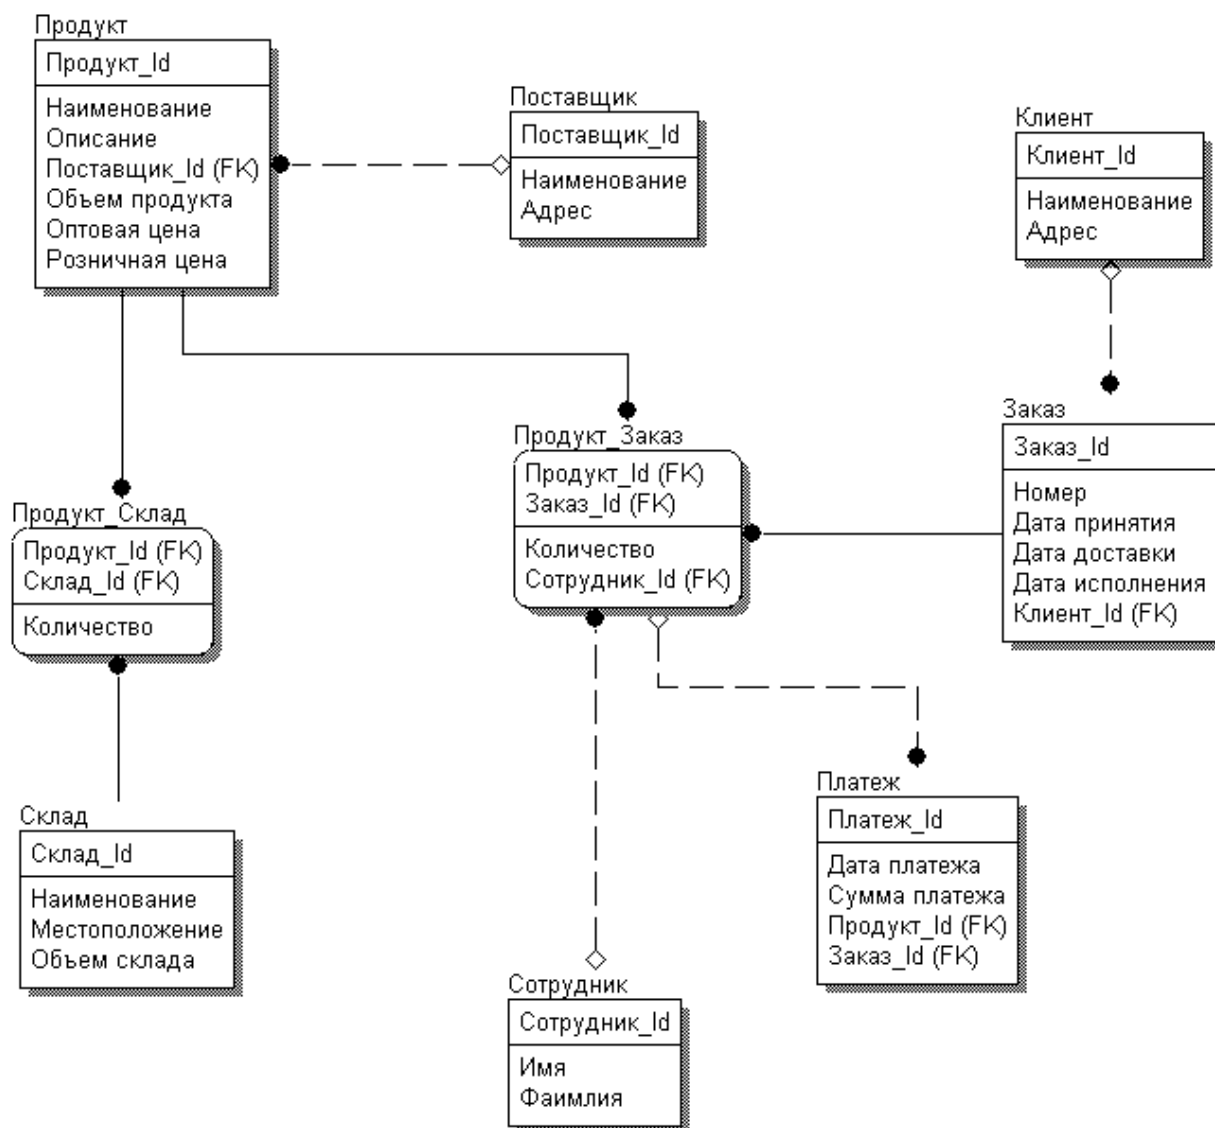 Продукт
Продукт_Id
Наименование
Описание
Поставщик_Id (FK)
Объем продукта
Оптовая цена
Розничная цена
Поставщик
Поставщик_Id
Наименование
Адрес
Клиент
Клиент_Id
Наименование
Адрес
Заказ
Заказ_Id
Номер
Дата принятия
Дата доставки
Дата исполнения
Клиент_Id (FK)
Продукт_Заказ
Продукт_Id (FK)
Заказ_Id (FK)
Количество
Сотрудник_Id (FK)
Продукт_Склад
Продукт_Id (FK)
Склад_Id (FK)
Количество
Склад
Склад_Id
Наименование
Местоположение
Объем склада
Платеж
Платеж_Id
Дата платежа
Сумма платежа
Продукт_Id (FK)
Заказ_Id (FK)
Сотрудник
Сотрудник_Id
Имя
Фаимлия